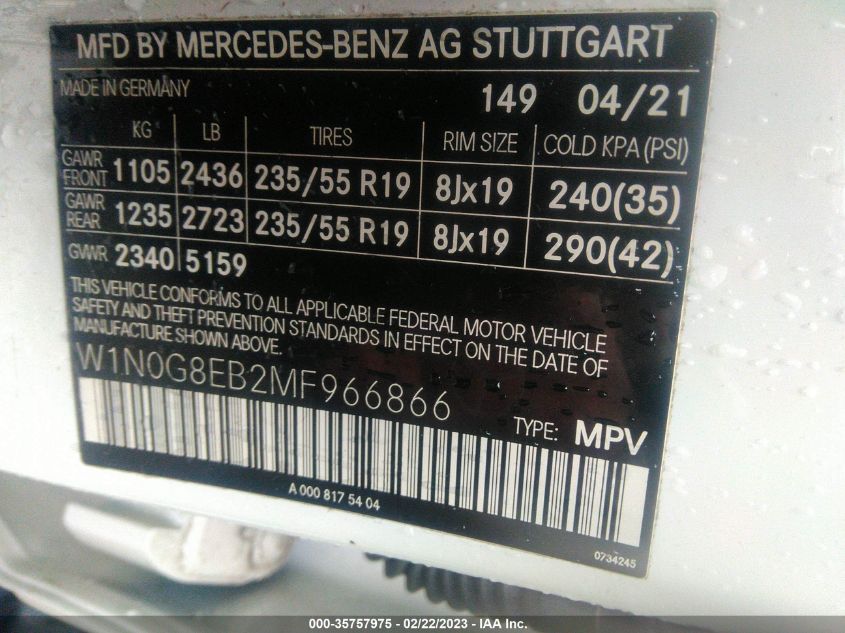 MFD BY MERCEDES-BENZ AG STUTTGART
MADE IN GERMANY 149 04/21
KG LB TIRES RIM SIZE COLD KPA (PSI)
GAWR FRONT 1105 2436 235/55 R19 8Jx19 240(35)
GAWR REAR 1235 2723 235/55 R19 8Jx19 290(42)
GVWR 2340 5159
THIS VEHICLE CONFORMS TO ALL APPLICABLE FEDERAL MOTOR VEHICLE
SAFETY AND THEFT PREVENTION STANDARDS IN EFFECT ON THE DATE OF
MANUFACTURE SHOWN ABOVE.
W1N0G8EB2MF966866
TYPE: MPV
A 000 817 54 04
0734245
000-35757975 - 02/22/2023 - IAA Inc.